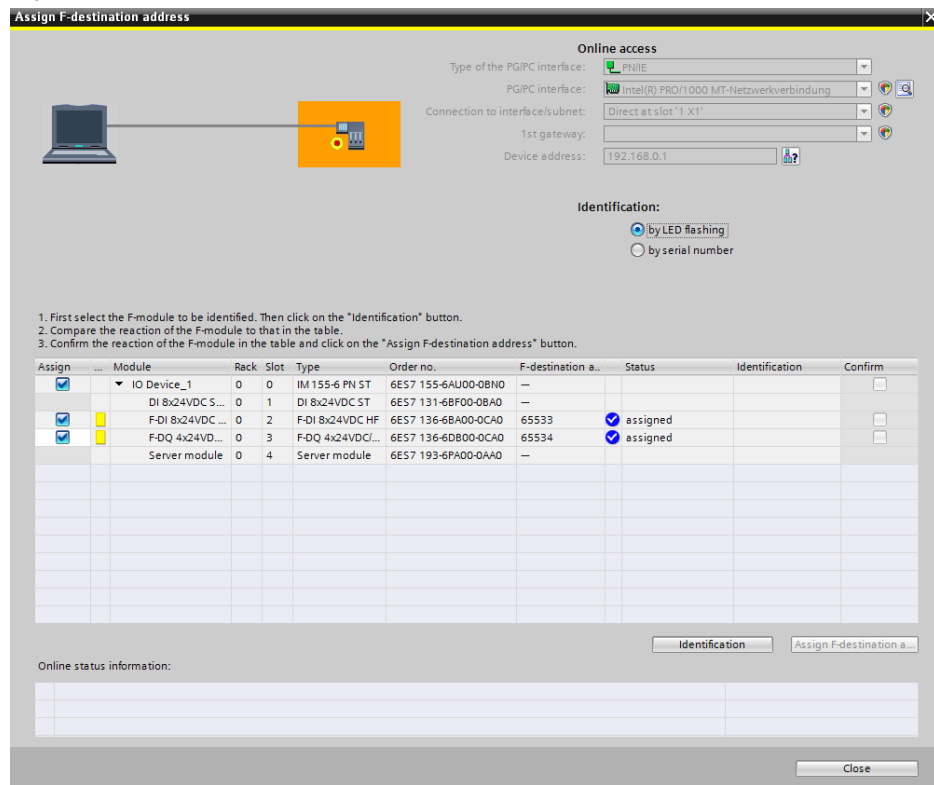 Assign F-destination address
Online access
Type of the PG/PC interface: PN/IE
PG/PC interface: Intel(R) PRO/1000 MT-Netzwerkverbindung
Connection to interface/subnet: Direct at slot '1 X1'
1st gateway:
Device address: 192.168.0.1
Identification:
by LED flashing
by serial number
1. First select the F-module to be identified. Then click on the "Identification" button.
2. Compare the reaction of the F-module to that in the table.
3. Confirm the reaction of the F-module in the table and click on the "Assign F-destination address" button.
Assign ... Module Rack Slot Type Order no. F-destination a.. Status Identification Confirm
IO Device_1 0 0 IM 155-6 PN ST 6ES7 155-6AU00-0BN0 —
DI 8x24VDC S... 0 1 DI 8x24VDC ST 6ES7 131-6BF00-0BA0 —
F-DI 8x24VDC ... 0 2 F-DI 8x24VDC HF 6ES7 136-6BA00-0CA0 65533 assigned
F-DQ 4x24VD... 0 3 F-DQ 4x24VDC/... 6ES7 136-6DB00-0CA0 65534 assigned
Server module 0 4 Server module 6ES7 193-6PA00-0AA0 —
Identification Assign F-destination a...
Online status information:
Close